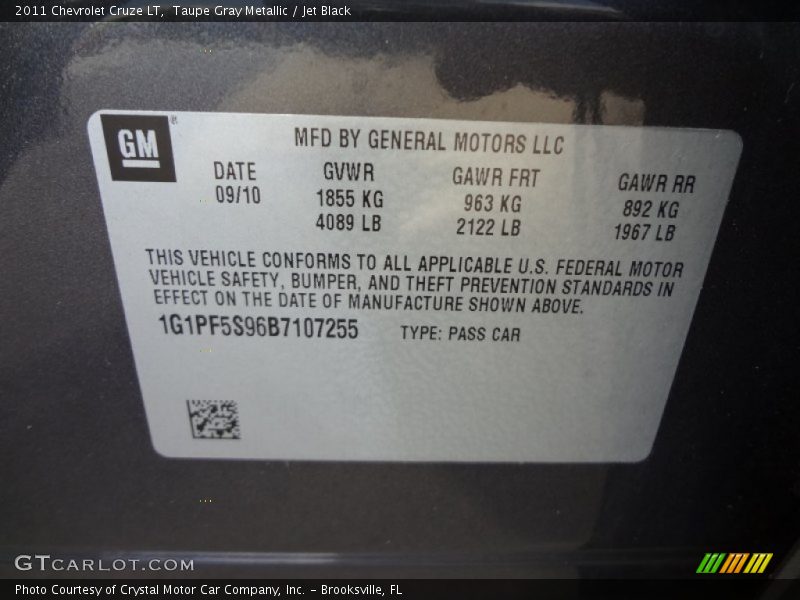 2011 Chevrolet Cruze LT, Taupe Gray Metallic / Jet Black
GM®
MFD BY GENERAL MOTORS LLC
DATE GVWR GAWR FRT GAWR RR
09/10 1855 KG 963 KG 892 KG
4089 LB 2122 LB 1967 LB
THIS VEHICLE CONFORMS TO ALL APPLICABLE U.S. FEDERAL MOTOR
VEHICLE SAFETY, BUMPER, AND THEFT PREVENTION STANDARDS IN
EFFECT ON THE DATE OF MANUFACTURE SHOWN ABOVE.
1G1PF5S96B7107255 TYPE: PASS CAR
GTCARLOT.COM
Photo Courtesy of Crystal Motor Car Company, Inc. – Brooksville, FL